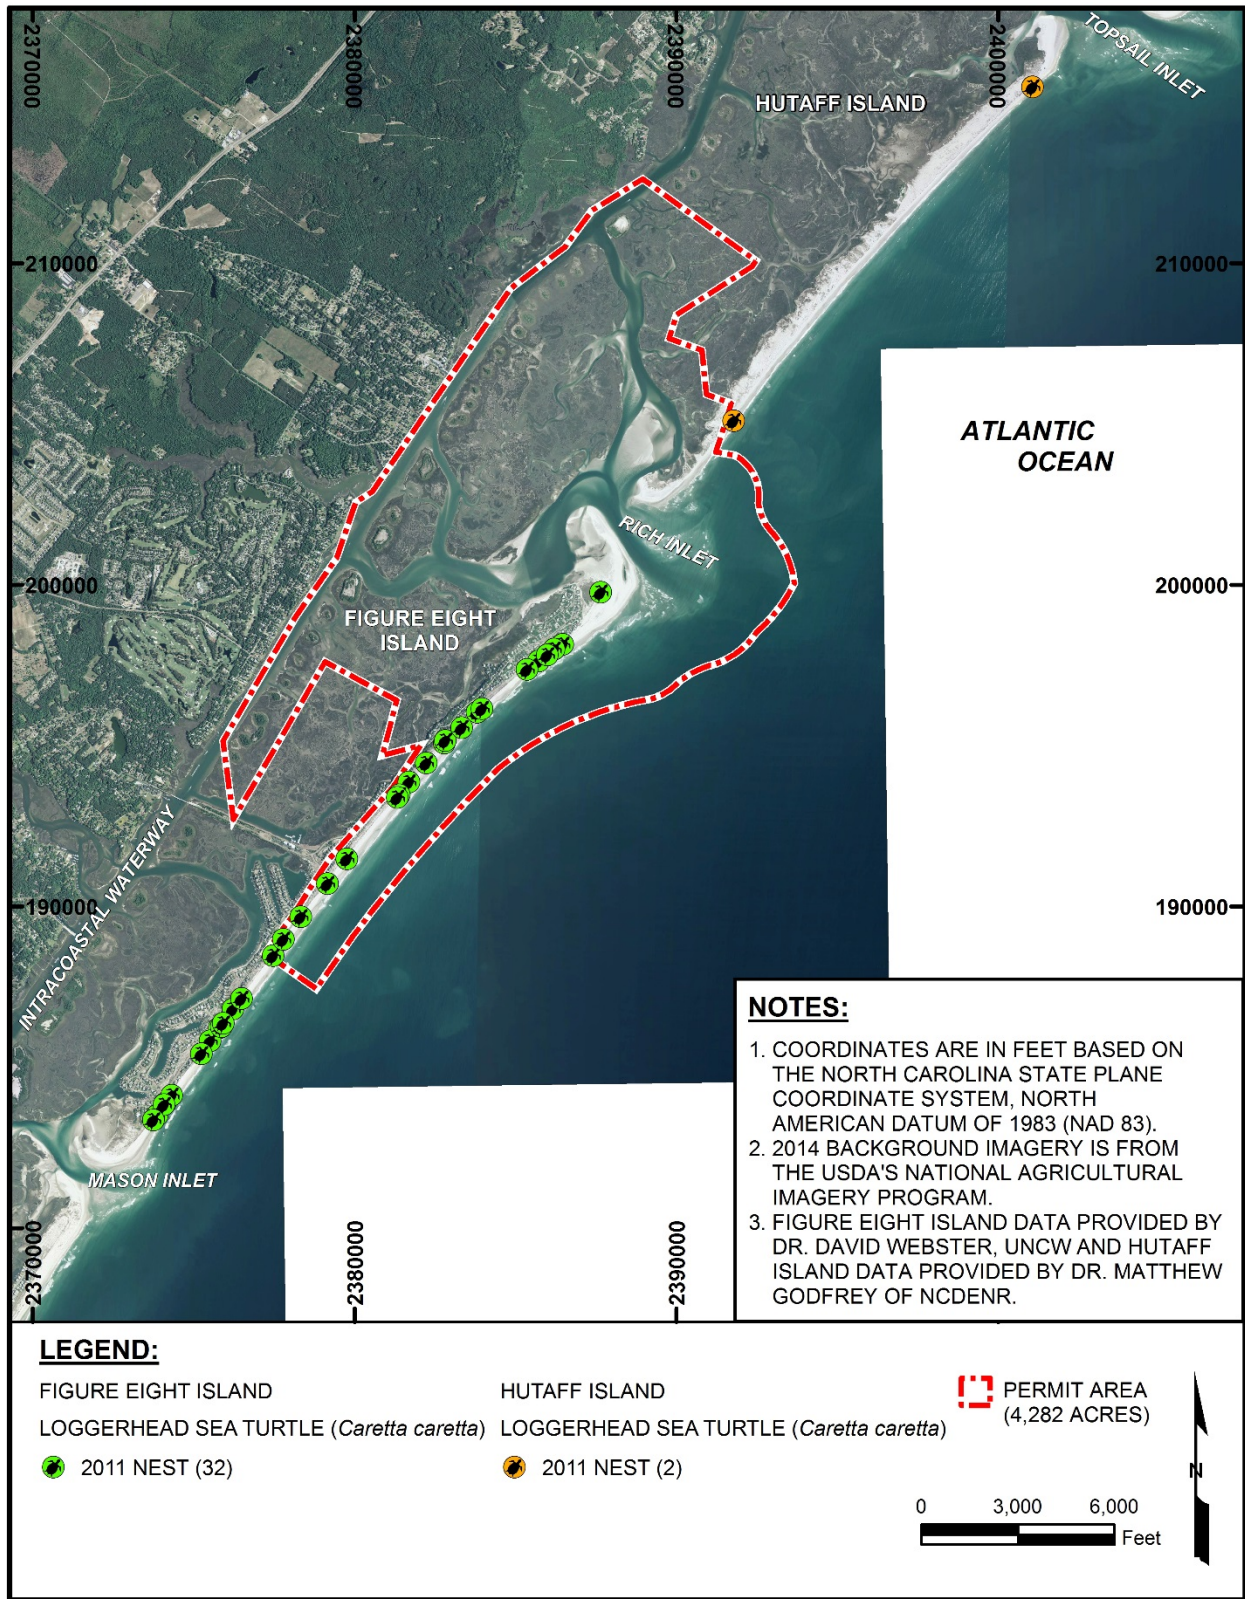 2370000
2380000
2390000
2400000
TOPSAIL INLET
HUTAFF ISLAND
210000
210000
ATLANTIC
OCEAN
RICH INLET
200000
200000
FIGURE EIGHT
ISLAND
INTRACOASTAL WATERWAY
190000
190000
MASON INLET
2370000
2380000
2390000
NOTES:
1. COORDINATES ARE IN FEET BASED ON
THE NORTH CAROLINA STATE PLANE
COORDINATE SYSTEM, NORTH
AMERICAN DATUM OF 1983 (NAD 83).
2. 2014 BACKGROUND IMAGERY IS FROM
THE USDA'S NATIONAL AGRICULTURAL
IMAGERY PROGRAM.
3. FIGURE EIGHT ISLAND DATA PROVIDED BY
DR. DAVID WEBSTER, UNCW AND HUTAFF
ISLAND DATA PROVIDED BY DR. MATTHEW
GODFREY OF NCDENR.
LEGEND:
FIGURE EIGHT ISLAND
LOGGERHEAD SEA TURTLE (Caretta caretta)
2011 NEST (32)
HUTAFF ISLAND
LOGGERHEAD SEA TURTLE (Caretta caretta)
2011 NEST (2)
PERMIT AREA
(4,282 ACRES)
N
0 3,000 6,000
Feet